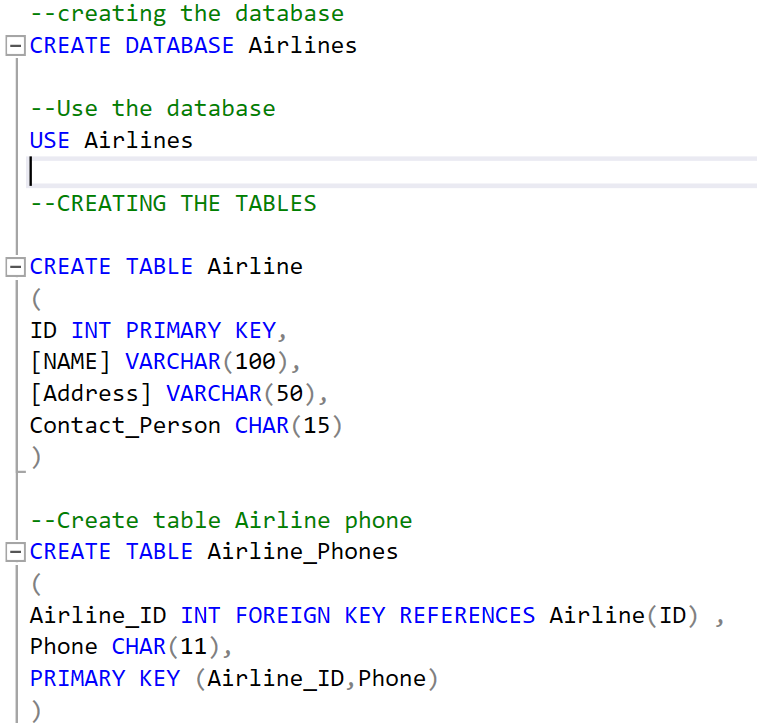 --creating the database
CREATE DATABASE Airlines
--Use the database
USE Airlines
--CREATING THE TABLES
CREATE TABLE Airline
(
ID INT PRIMARY KEY,
[NAME] VARCHAR(100),
[Address] VARCHAR(50),
Contact_Person CHAR(15)
)
--Create table Airline phone
CREATE TABLE Airline_Phones
(
Airline_ID INT FOREIGN KEY REFERENCES Airline(ID) ,
Phone CHAR(11),
PRIMARY KEY (Airline_ID,Phone)
)